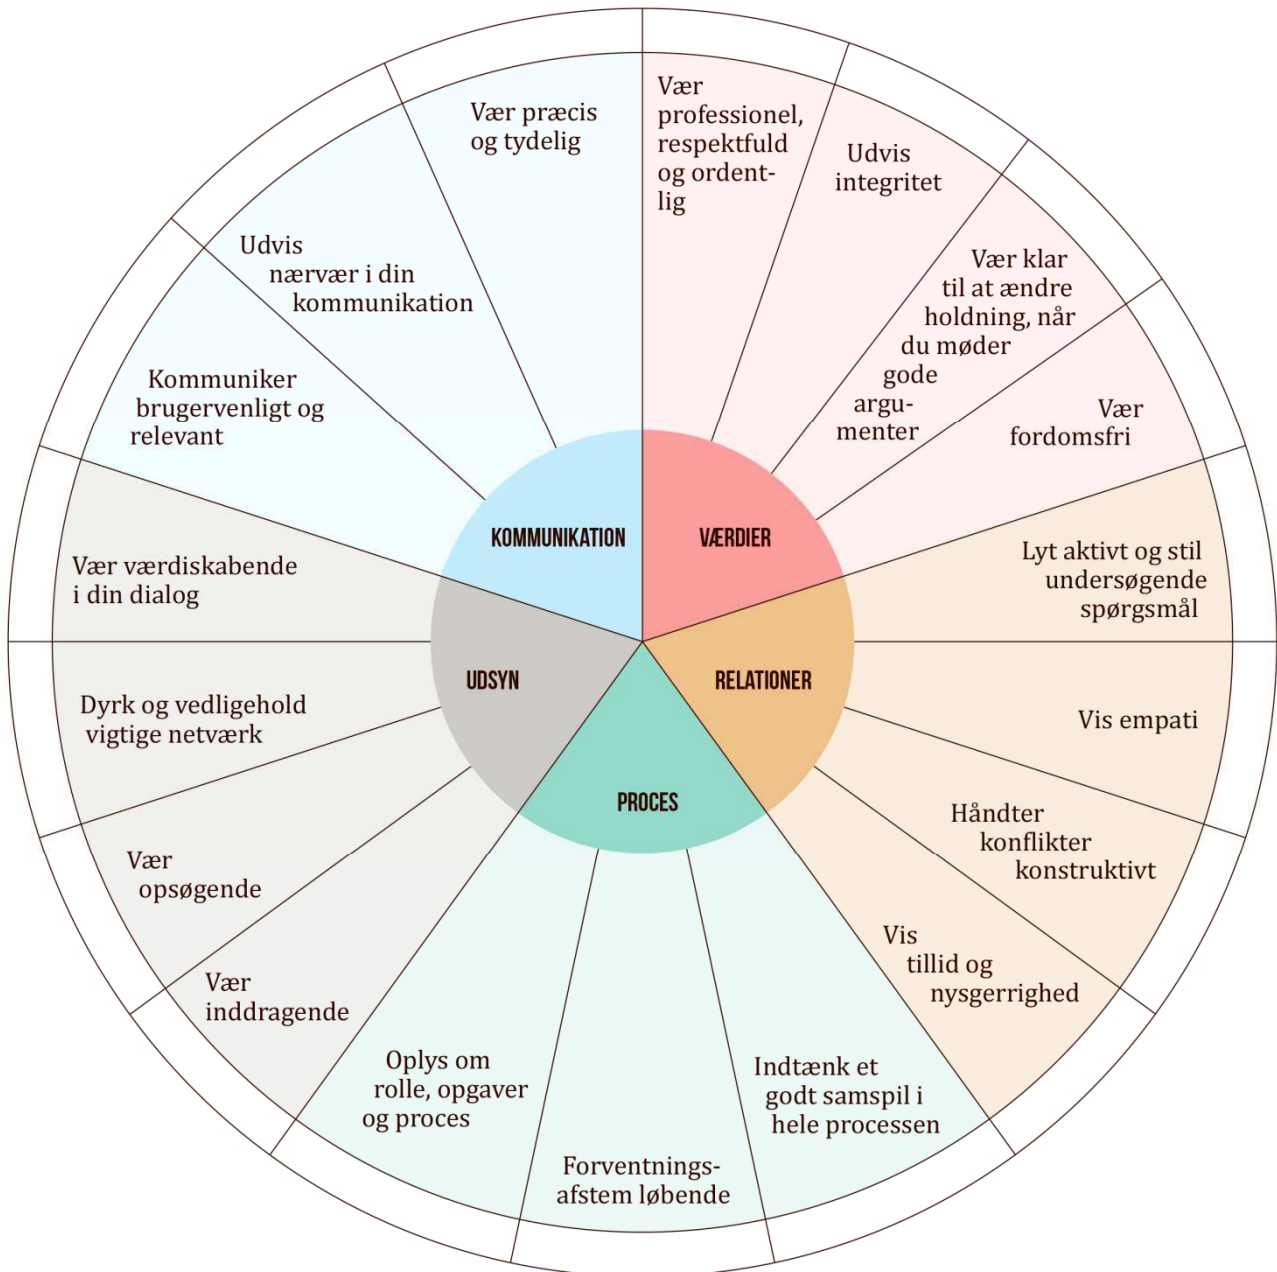 Vær præcis
og tydelig
Vær
professionel,
respektfuld
og ordent-
lig
Udvis
integritet
Vær klar
til at ændre
holdning, når
du møder
gode
argu-
menter
Vær
fordomsfri
Lyt aktivt og stil
undersøgende
spørgsmål
Vis empati
Håndter
konflikter
konstruktivt
Vis
tillid og
nysgerrighed
Indtænk et
godt samspil i
hele processen
Forventnings-
afstem løbende
Oplys om
rolle, opgaver
og proces
Vær
inddragende
Vær
opsøgende
Dyrk og vedligehold
vigtige netværk
Vær værdiskabende
i din dialog
Kommuniker
brugervenligt og
relevant
Udvis
nærvær i din
kommunikation
KOMMUNIKATION
VÆRDIER
RELATIONER
PROCES
UDSYN